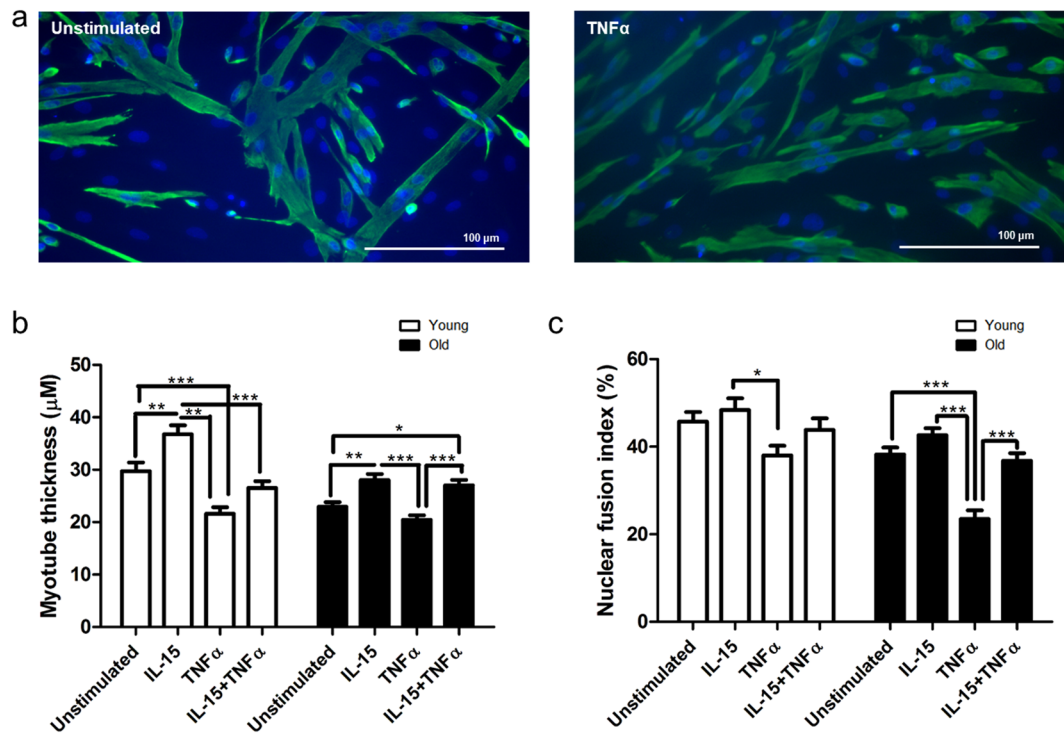 a
Unstimulated
100 µm
TNFα
100 µm
b
Young
Old
Myotube thickness (µM)
50
40
30
20
10
0
***
**
**
***
*
**
***
***
Unstimulated
IL-15
TNFα
IL-15+TNFα
Unstimulated
IL-15
TNFα
IL-15+TNFα
c
Young
Old
Nuclear fusion index (%)
60
40
20
0
*
***
***
***
Unstimulated
IL-15
TNFα
IL-15+TNFα
Unstimulated
IL-15
TNFα
IL-15+TNFα